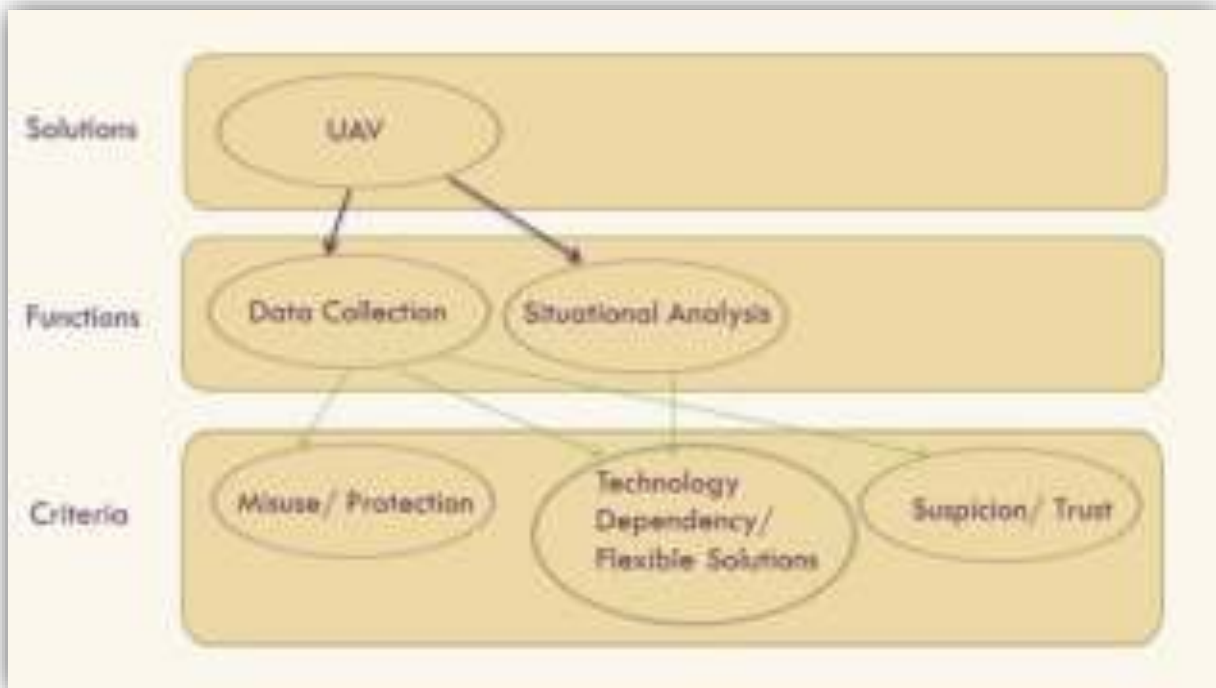 Solutions
UAV
Functions
Data Collection
Situational Analysis
Criteria
Misuse/ Protection
Technology
Dependency/
Flexible Solutions
Suspicion/ Trust